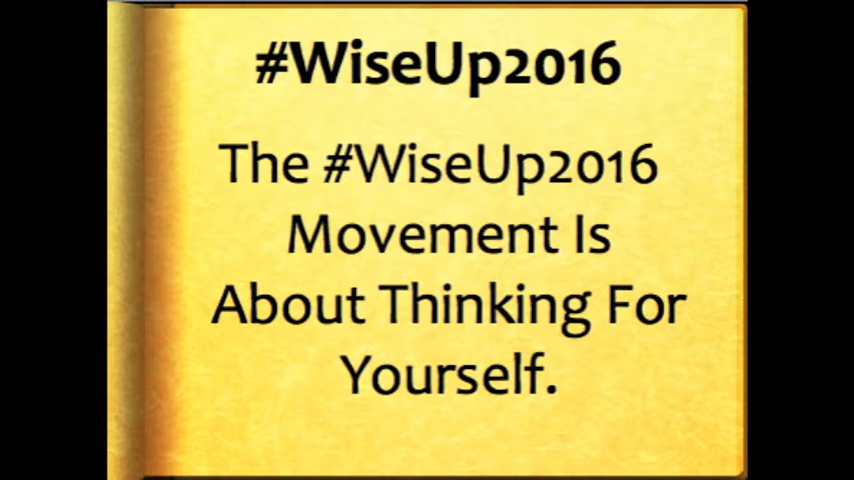 #WiseUp2016
The #WiseUp2016
Movement Is
About Thinking For
Yourself.